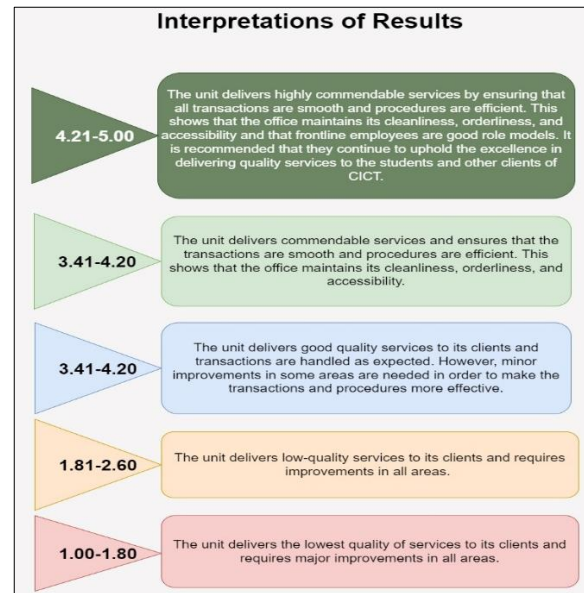 Interpretations of Results
4.21-5.00
The unit delivers highly commendable services by ensuring that
all transactions are smooth and procedures are efficient. This
shows that the office maintains its cleanliness, orderliness, and
accessibility and that frontline employees are good role models. It
is recommended that they continue to uphold the excellence in
delivering quality services to the students and other clients of
CICT.
3.41-4.20
The unit delivers commendable services and ensures that the
transactions are smooth and procedures are efficient. This
shows that the office maintains its cleanliness, orderliness, and
accessibility.
3.41-4.20
The unit delivers good quality services to its clients and
transactions are handled as expected. However, minor
improvements in some areas are needed in order to make the
transactions and procedures more effective.
1.81-2.60
The unit delivers low-quality services to its clients and requires
improvements in all areas.
1.00-1.80
The unit delivers the lowest quality of services to its clients and
requires major improvements in all areas.